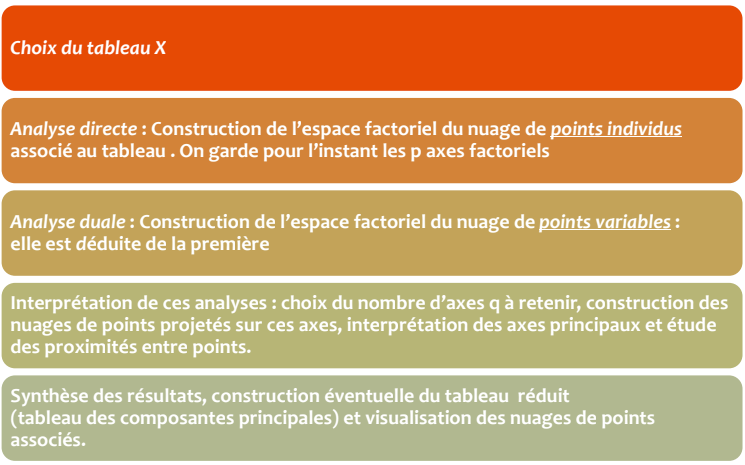 Choix du tableau X
Analyse directe : Construction de l'espace factoriel du nuage de points individus
associé au tableau . On garde pour l'instant les p axes factoriels
Analyse duale : Construction de l'espace factoriel du nuage de points variables :
elle est déduite de la première
Interprétation de ces analyses : choix du nombre d'axes q à retenir, construction des
nuages de points projetés sur ces axes, interprétation des axes principaux et étude
des proximités entre points.
Synthèse des résultats, construction éventuelle du tableau réduit
(tableau des composantes principales) et visualisation des nuages de points
associés.